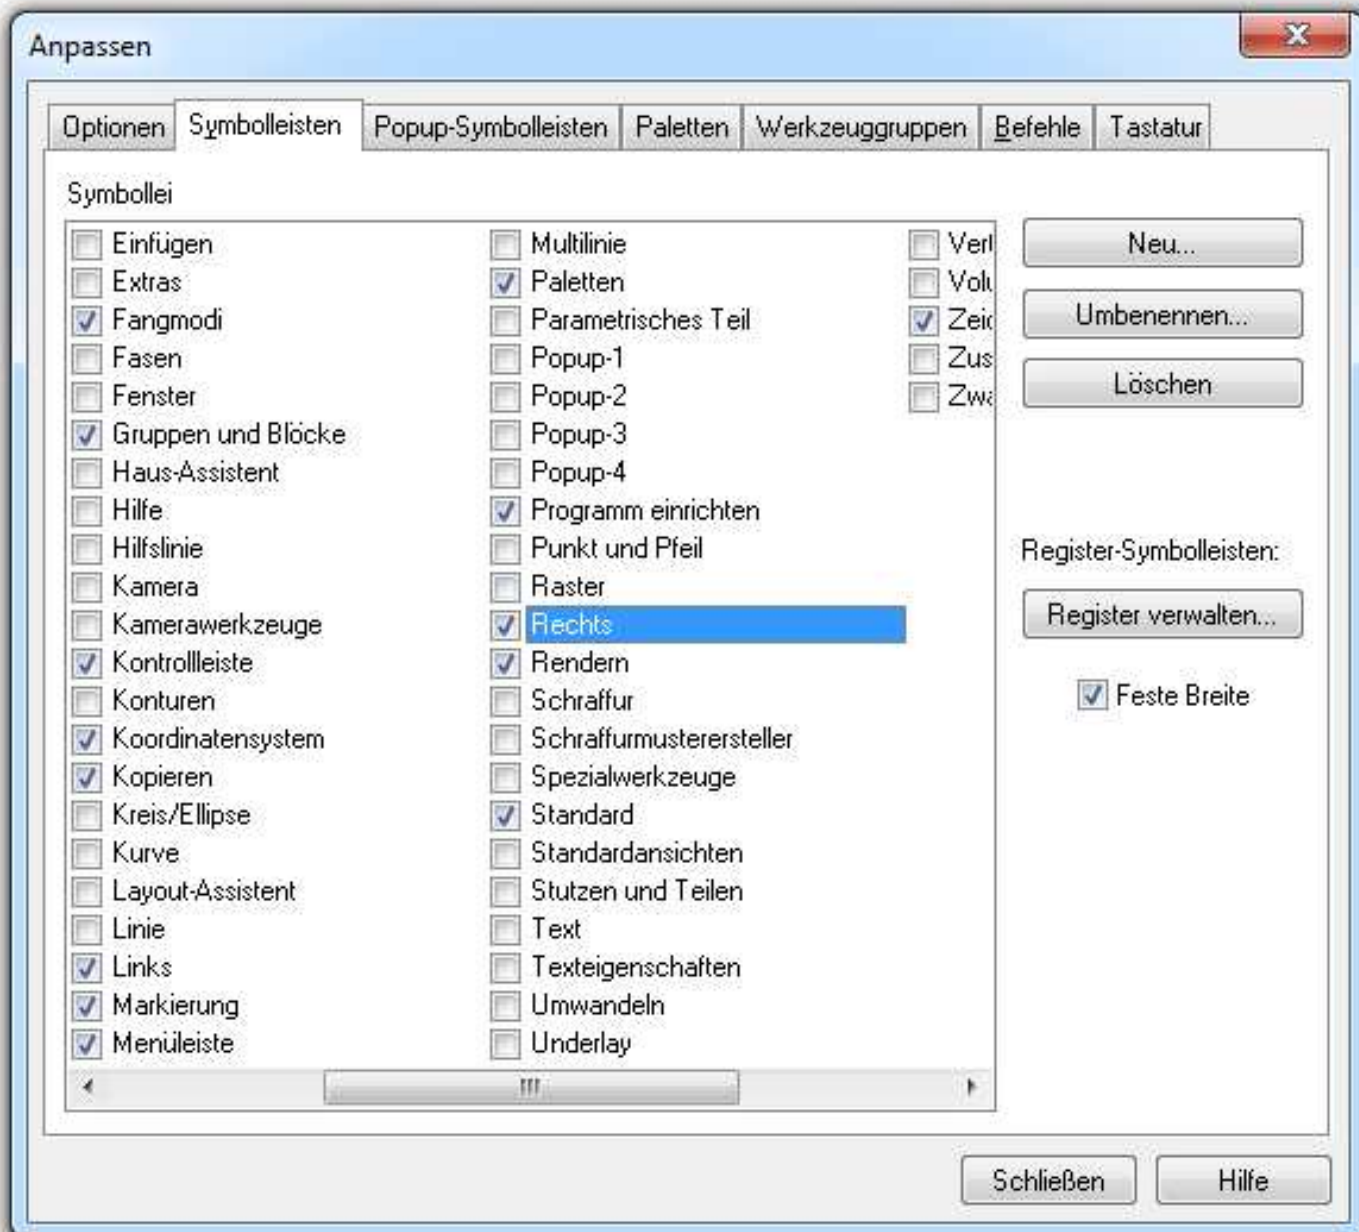 Anpassen
Optionen Symbolleisten Popup-Symbolleisten Paletten Werkzeuggruppen Befehle Tastatur
Symbollei
Einfügen
Extras
Fangmodi
Fasen
Fenster
Gruppen und Blöcke
Haus-Assistent
Hilfe
Hilfslinie
Kamera
Kamerawerkzeuge
Kontrollleiste
Konturen
Koordinatensystem
Kopieren
Kreis/Ellipse
Kurve
Layout-Assistent
Linie
Links
Markierung
Menüleiste
Multilinie
Paletten
Parametrisches Teil
Popup-1
Popup-2
Popup-3
Popup-4
Programm einrichten
Punkt und Pfeil
Raster
Rechts
Rendern
Schraffur
Schraffurmusterersteller
Spezialwerkzeuge
Standard
Standardansichten
Stutzen und Teilen
Text
Texteigenschaften
Umwandeln
Underlay
Zus
Neu...
Umbenennen...
Löschen
Register-Symbolleisten:
Register verwalten...
Feste Breite
Schließen
Hilfe